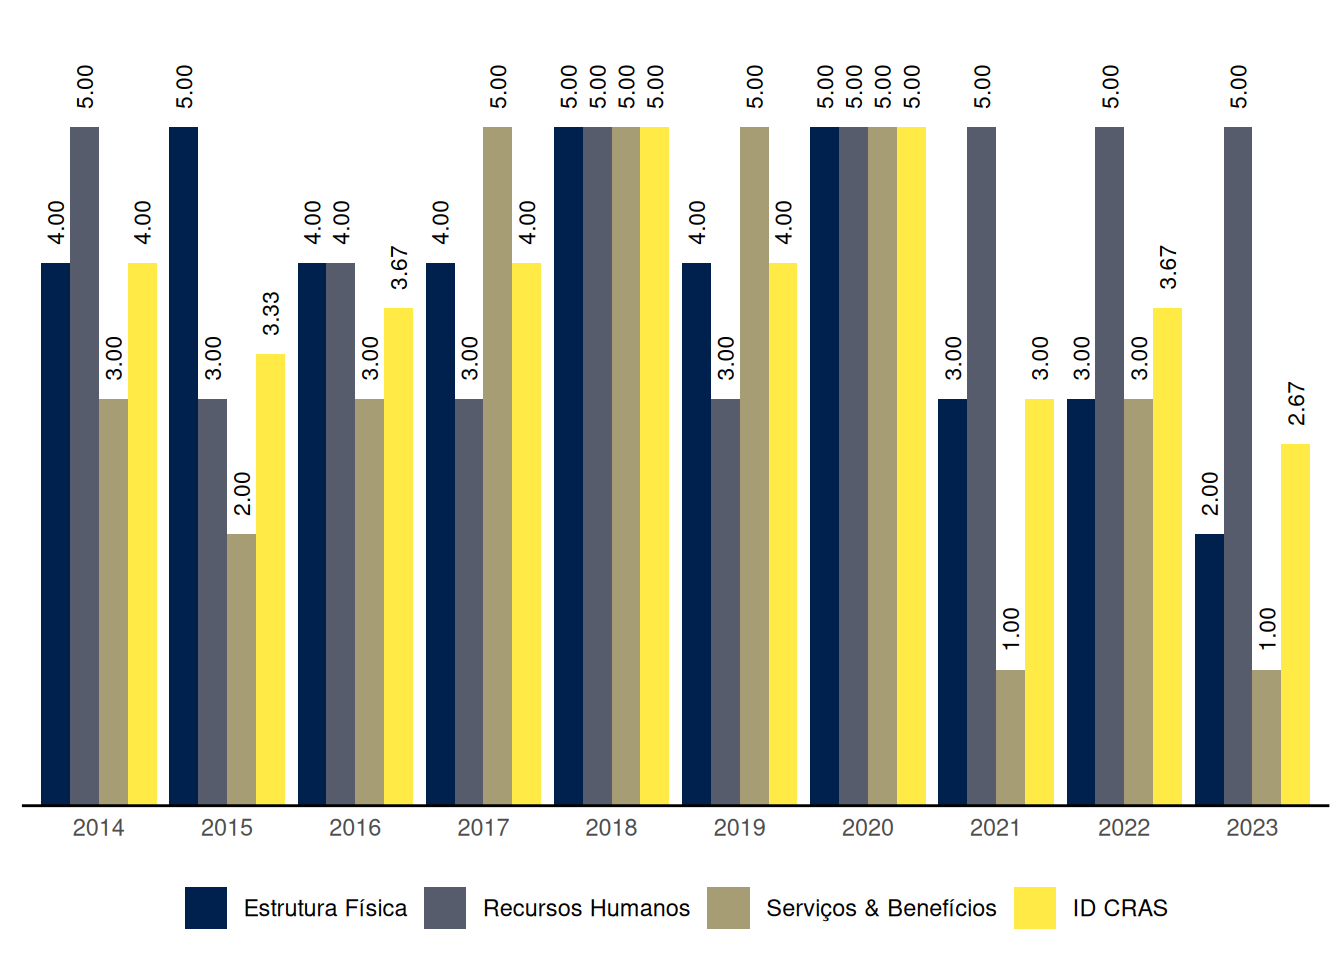 5.00 5.00 5.00 5.00 5.00 5.00 5.00 5.00 5.00 5.00 5.00 5.00 5.00 5.00 5.00
4.00 4.00 4.00 4.00 4.00 4.00 4.00 4.00
3.67 3.67
3.33
3.00 3.00 3.00 3.00 3.00 3.00 3.00 3.00 3.00
2.67
2.00 2.00
1.00 1.00
2014 2015 2016 2017 2018 2019 2020 2021 2022 2023
Estrutura Física Recursos Humanos Serviços & Benefícios ID CRAS